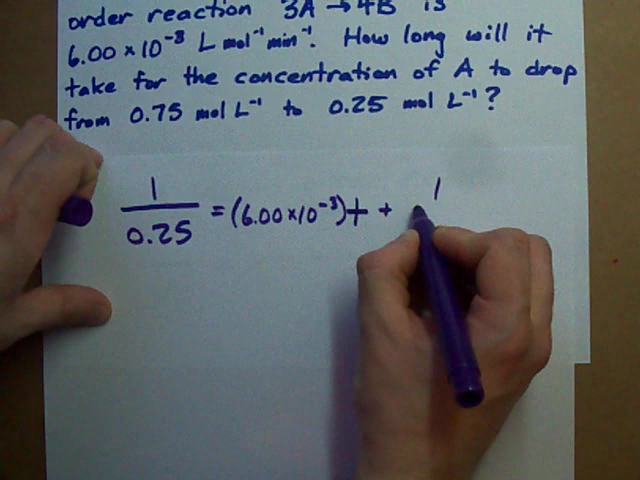 order reaction 3A → 4B is
6.00 × 10⁻³ L mol⁻¹ min⁻¹. How long will it
take for the concentration of A to drop
from 0.75 mol L⁻¹ to 0.25 mol L⁻¹?
1
0.25 = (6.00×10⁻³)t + 1